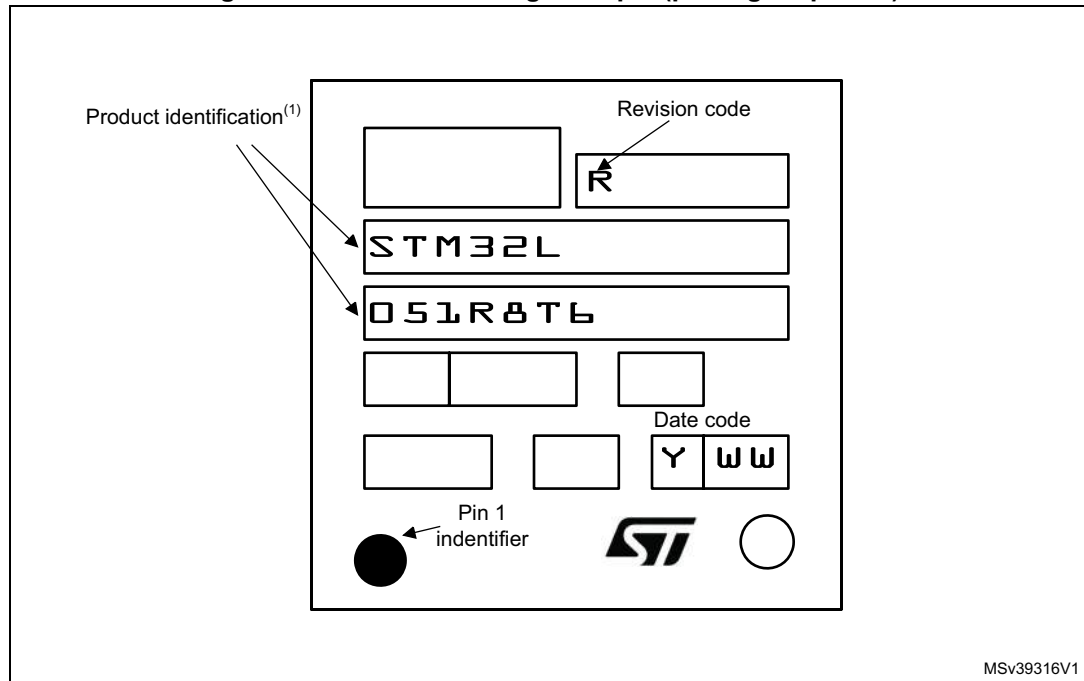 Product identification(1)
Revision code
R
STM32L
051R8T6
Date code
Y WW
Pin 1
indentifier
ST
MSv39316V1